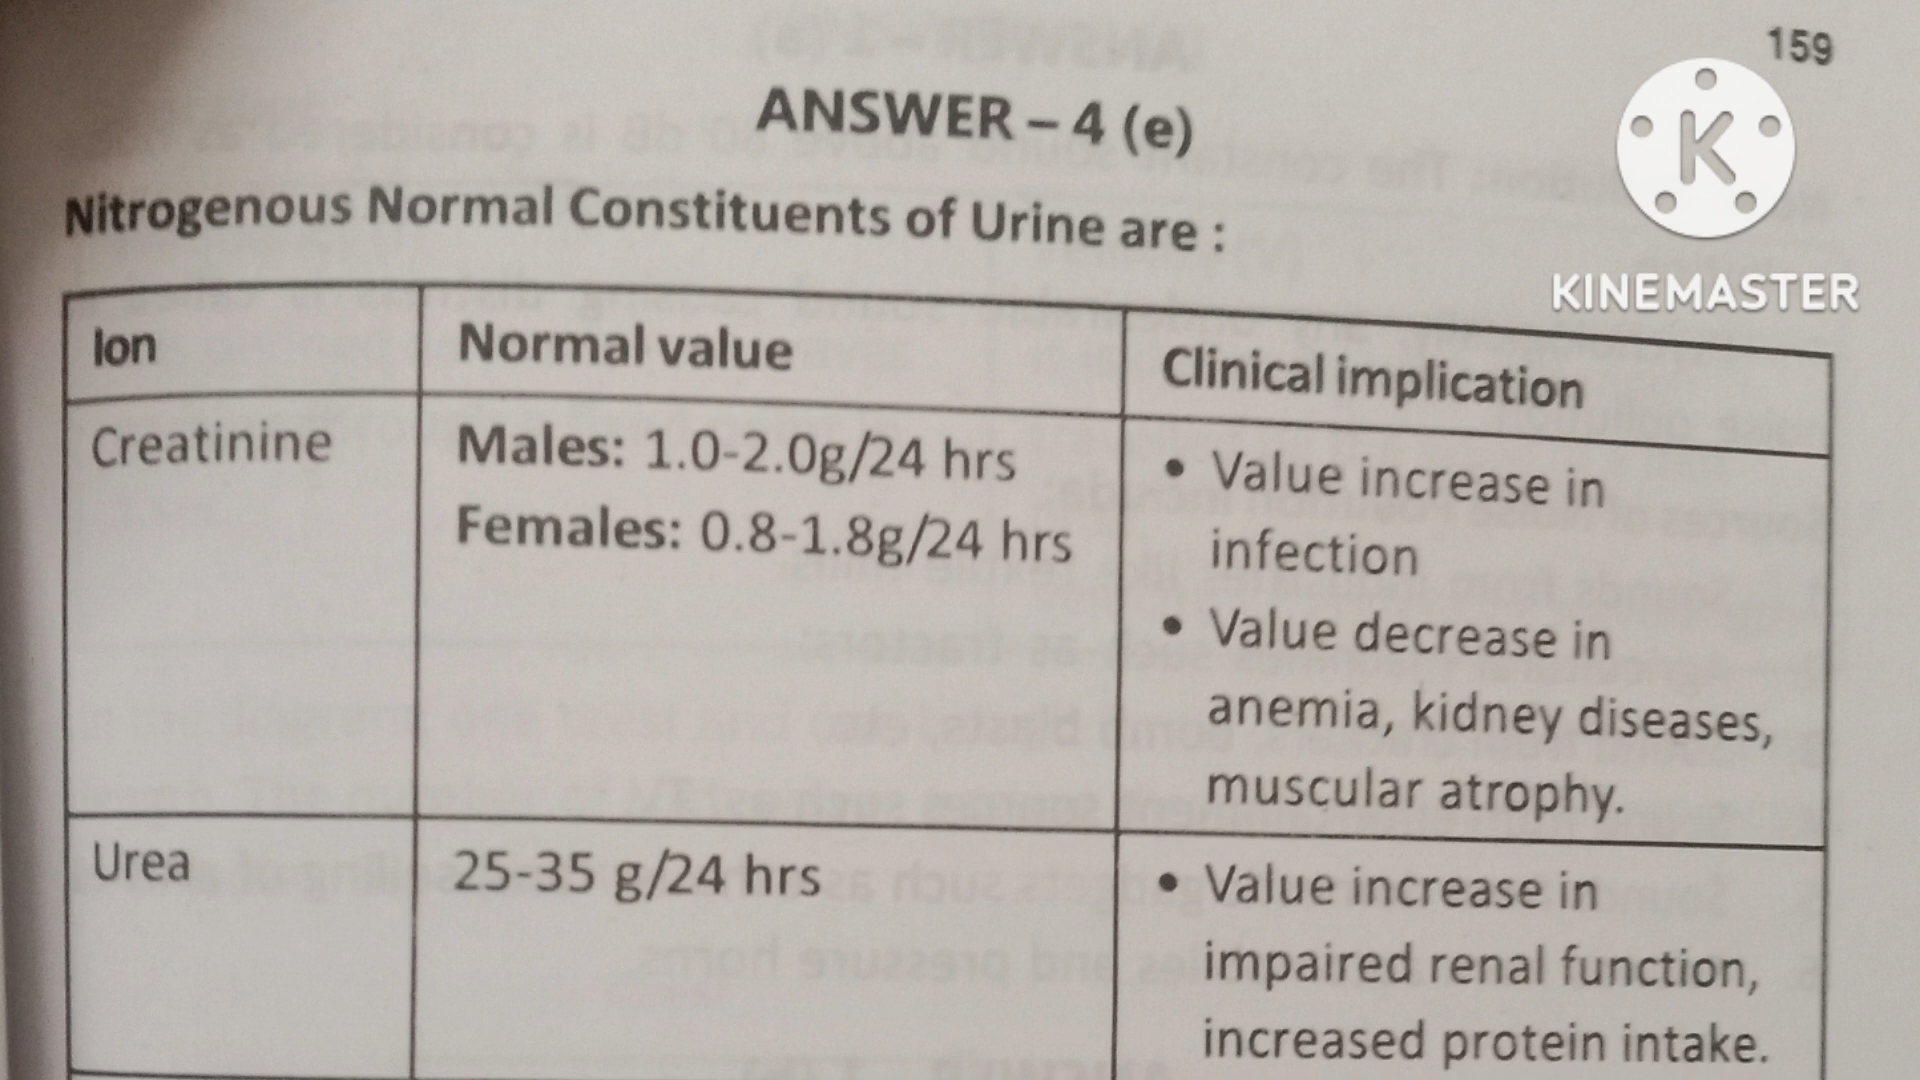 159
K
KINEMASTER
ANSWER – 4 (e)
Nitrogenous Normal Constituents of Urine are :
Ion
Normal value
Clinical implication
Creatinine
Males: 1.0-2.0g/24 hrs
Females: 0.8-1.8g/24 hrs
• Value increase in
infection
• Value decrease in
anemia, kidney diseases,
muscular atrophy.
Urea
25-35 g/24 hrs
• Value increase in
impaired renal function,
increased protein intake.